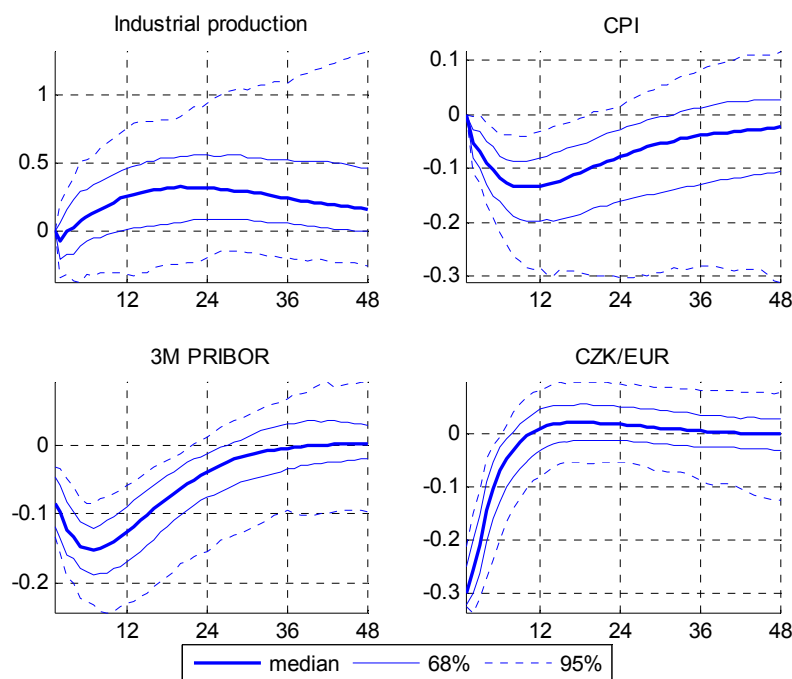 Industrial production
CPI
1
0.5
0
12 24 36 48
0.1
0
-0.1
-0.2
-0.3
12 24 36 48
3M PRIBOR
CZK/EUR
0
-0.1
-0.2
12 24 36 48
0
-0.1
-0.2
-0.3
12 24 36 48
median 68% 95%